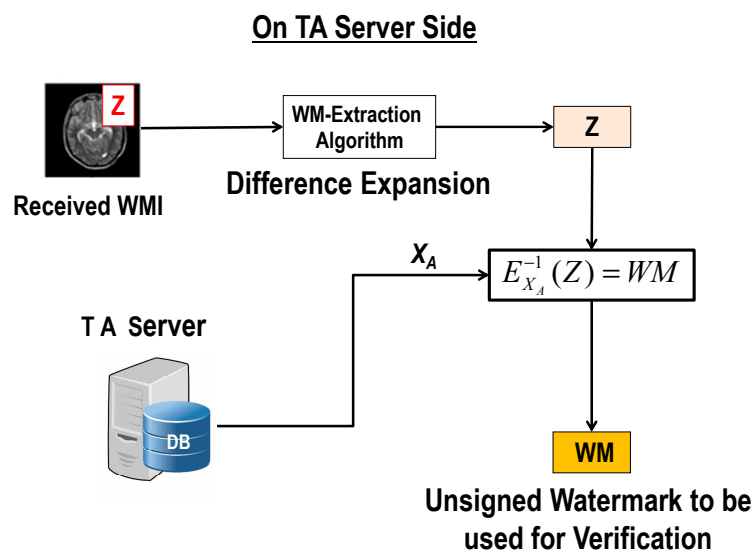 On TA Server Side
Z
WM-Extraction
Algorithm
Z
Difference Expansion
Received WMI
X_A
E_{X_A}^{-1}(Z) = WM
T A Server
DB
WM
Unsigned Watermark to be
used for Verification